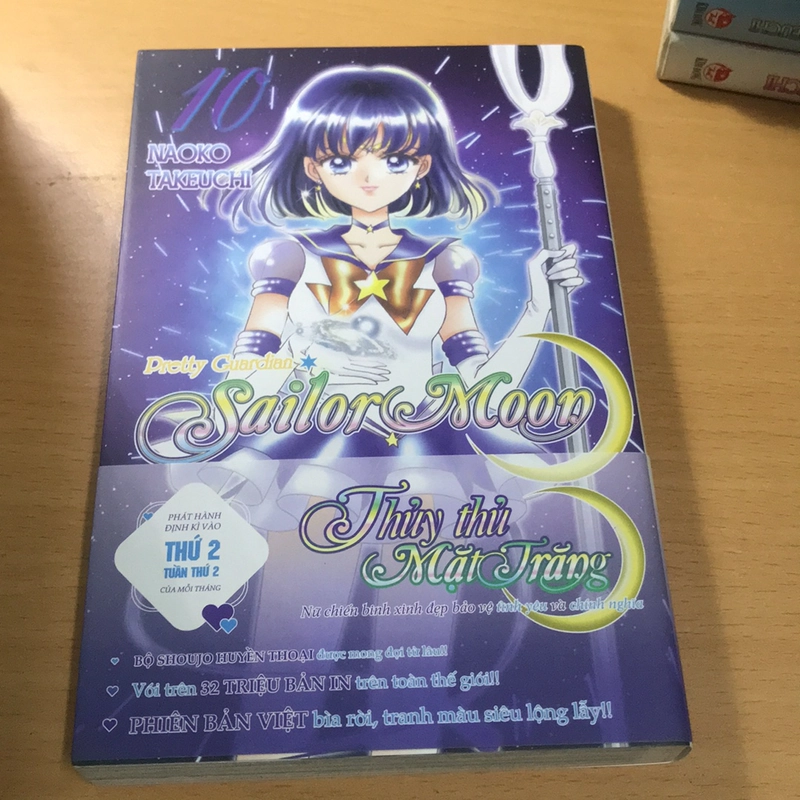 10
NAOKO
TAKEUCHI
Pretty Guardian
Sailor Moon
Thủy thủ
Mặt Trăng
Nữ chiến binh xinh đẹp bảo vệ tình yêu và chính nghĩa
PHÁT HÀNH
ĐỊNH KÌ VÀO
THỨ 2
TUẦN THỨ 2
CỦA MỖI THÁNG
BỘ SHOUJO HUYỀN THOẠI được mong đợi từ lâu!!
Với trên 32 TRIỆU BẢN IN trên toàn thế giới!!
PHIÊN BẢN VIỆT bìa rời, tranh màu siêu lộng lẫy!!